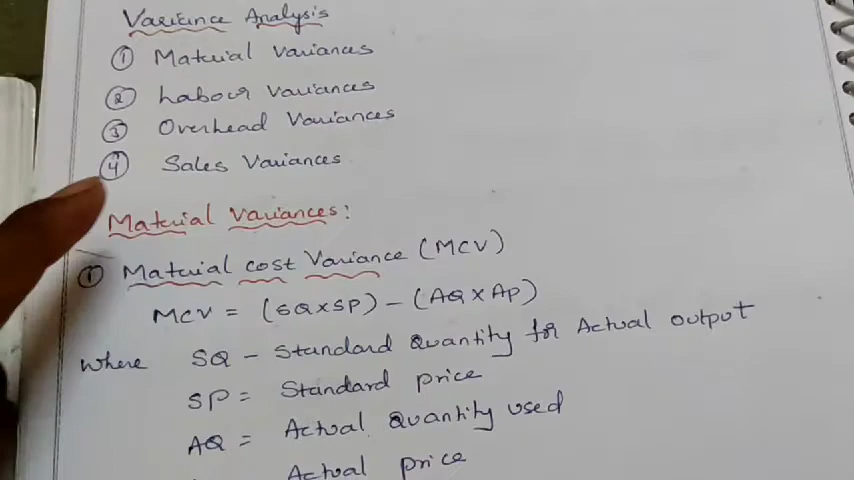 Variance Analysis
① Material Variances
② Labour Variances
③ Overhead Variances
④ Sales Variances
Material Variances:
① Material cost Variance (MCV)
MCV = (SQ×SP) - (AQ×AP)
Where SQ - Standard Quantity for Actual output
SP = Standard price
AQ = Actual Quantity used
Actual price